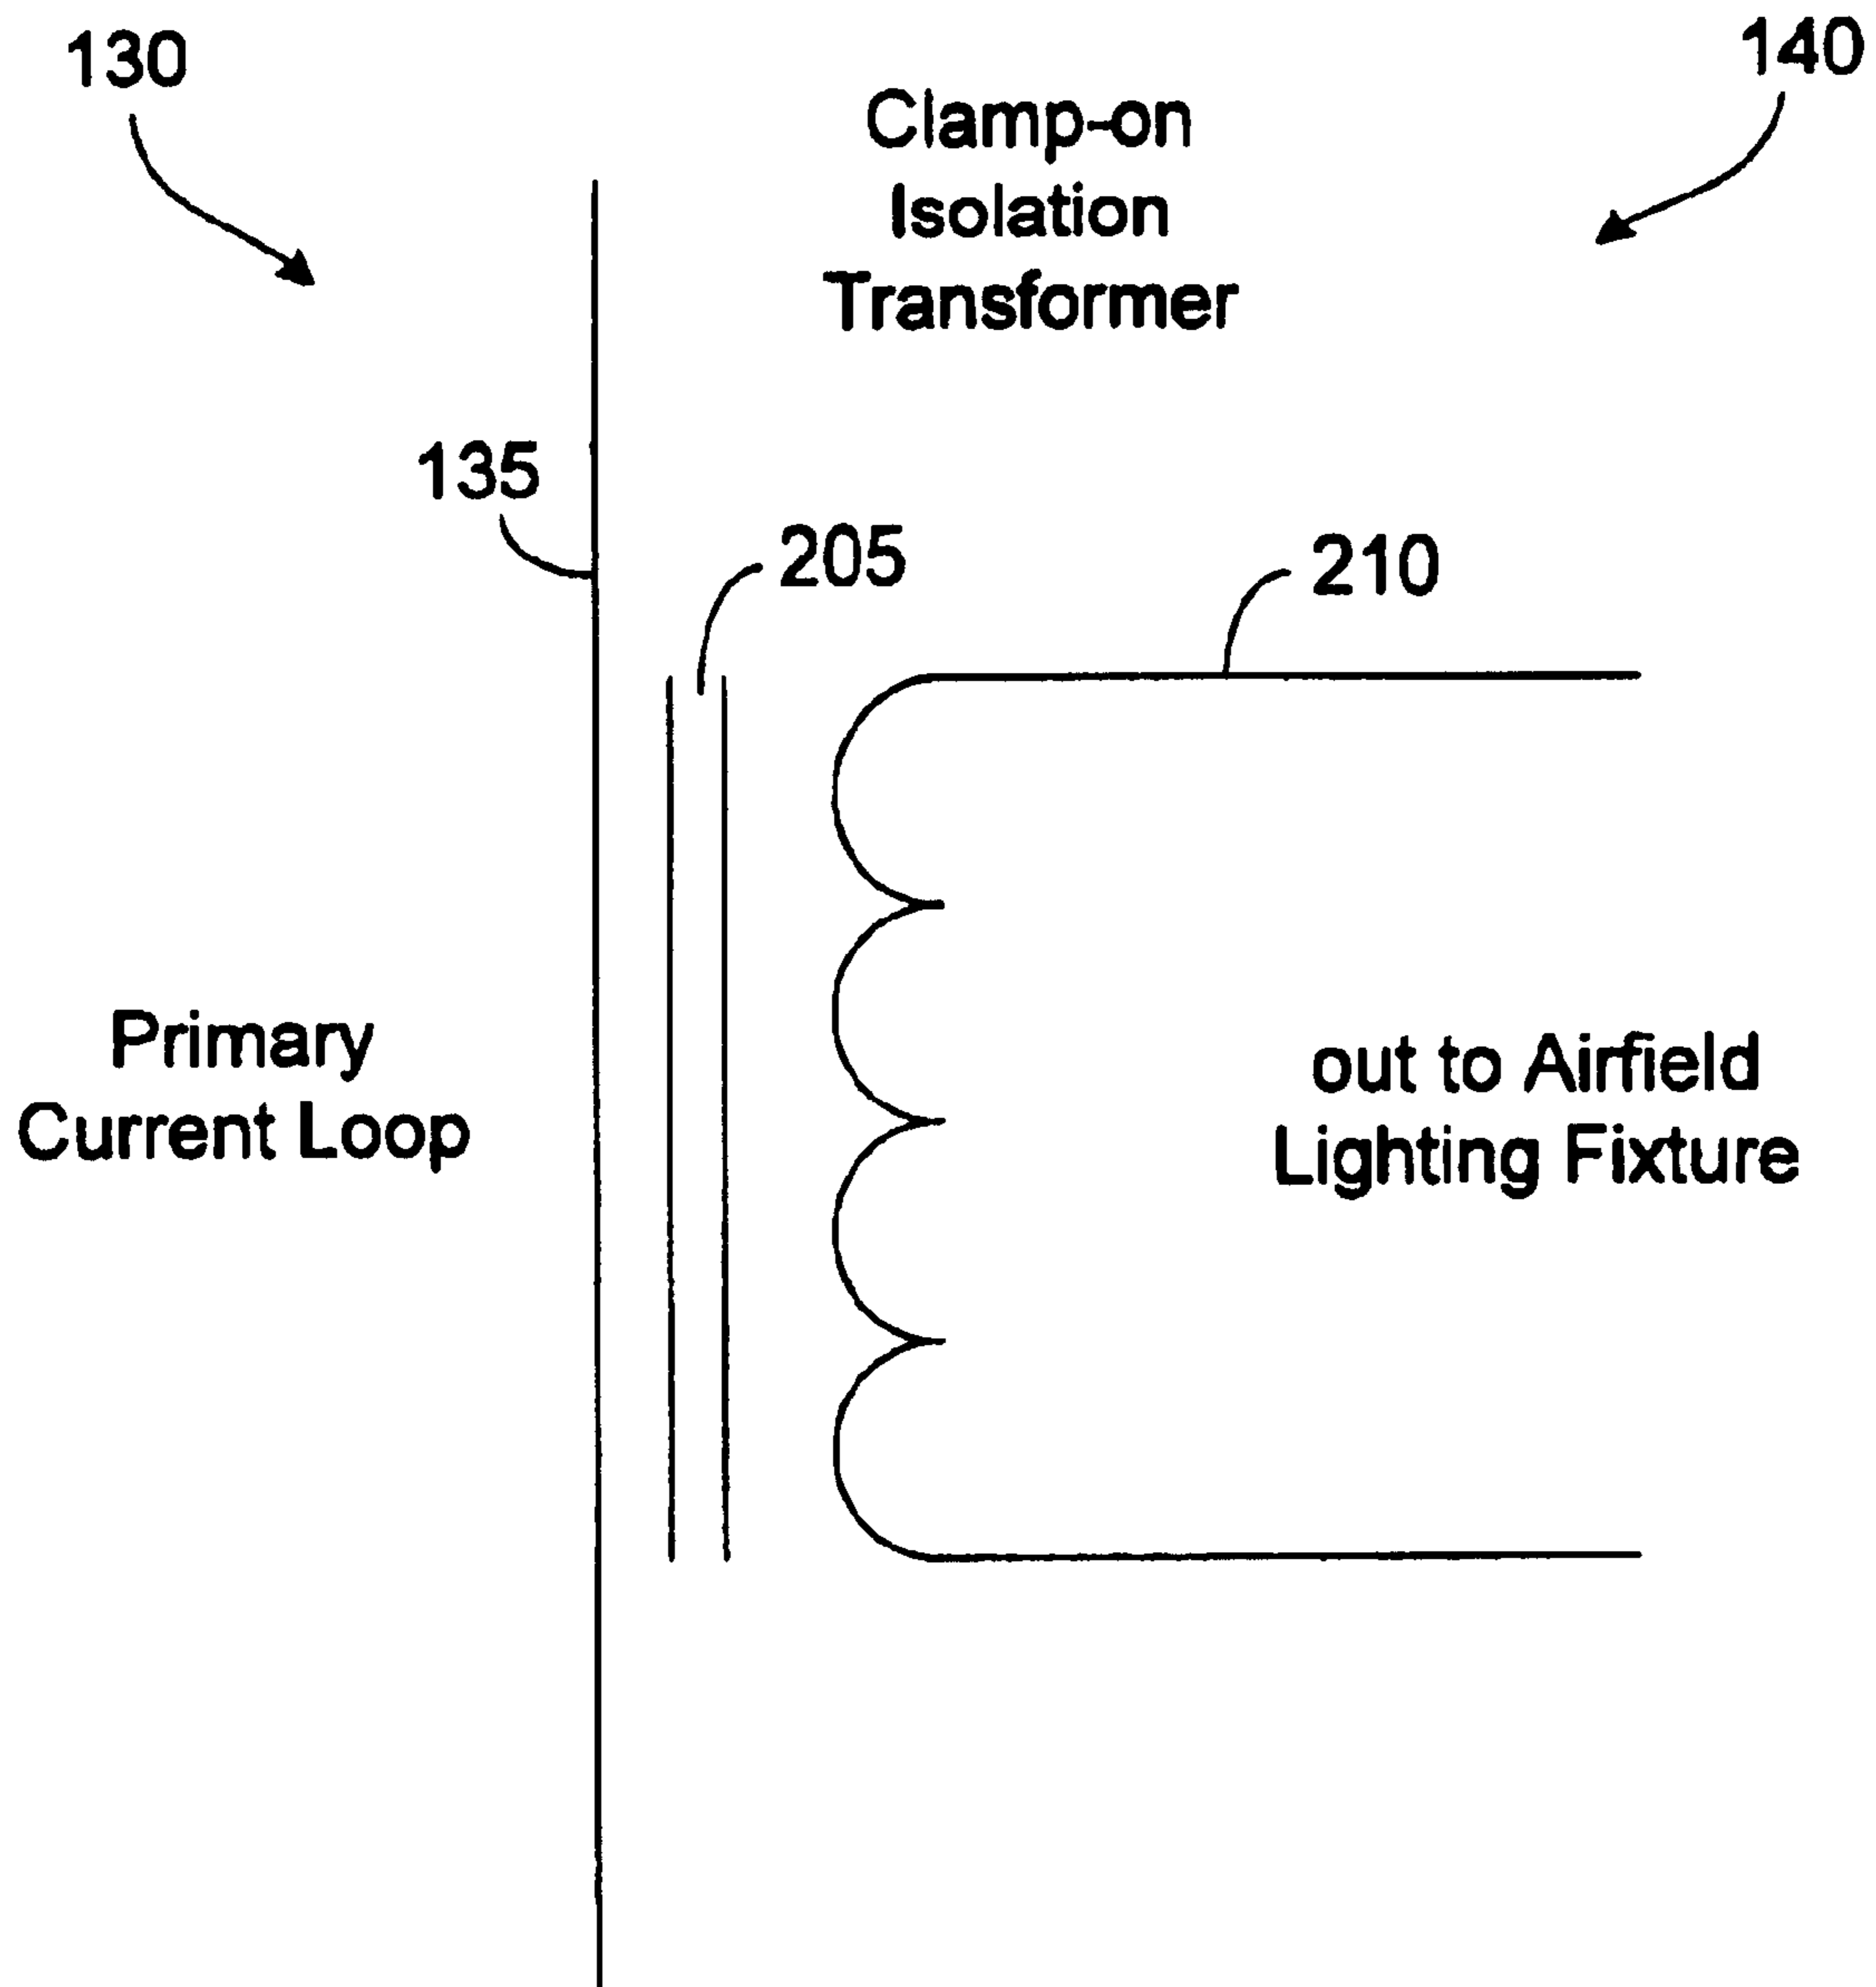 130
140
Clamp-on
Isolation
Transformer
135
205
210
Primary
Current Loop
out to Airfield
Lighting Fixture